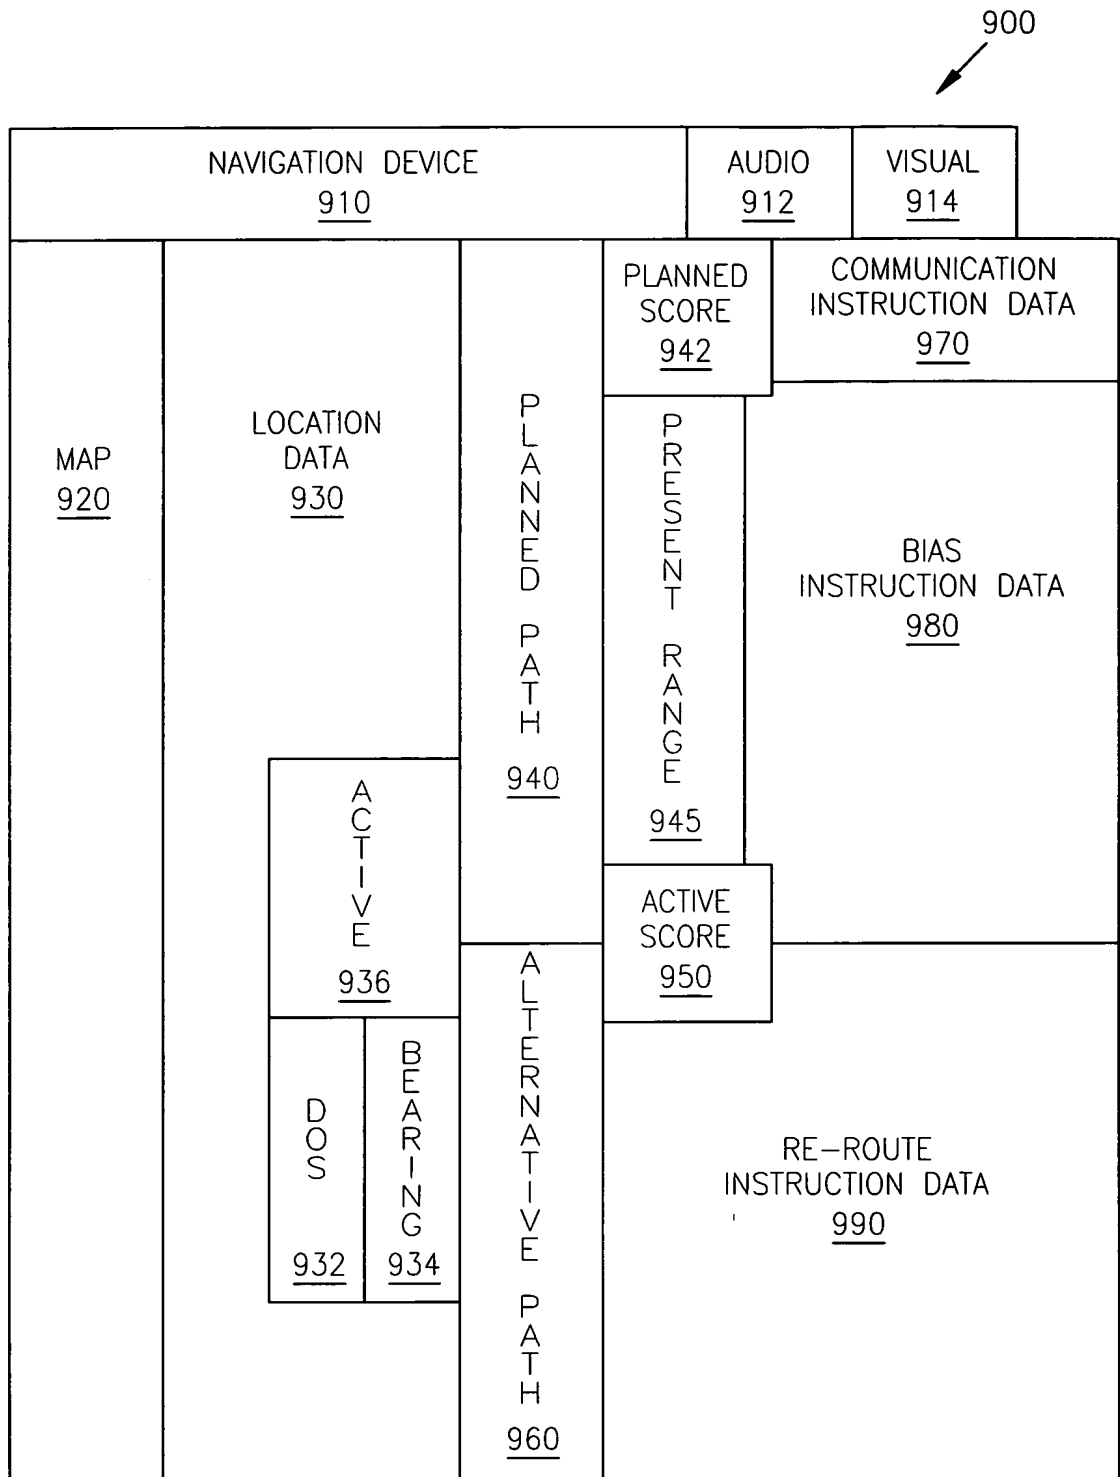 900
NAVIGATION DEVICE
910
AUDIO
912
VISUAL
914
MAP
920
LOCATION
DATA
930
ACTIVE
936
DOS
932
BEARING
934
PLANNED PATH
940
ALTERNATIVE PATH
960
PLANNED
SCORE
942
PRESENT RANGE
945
ACTIVE
SCORE
950
COMMUNICATION
INSTRUCTION DATA
970
BIAS
INSTRUCTION DATA
980
RE-ROUTE
INSTRUCTION DATA
990